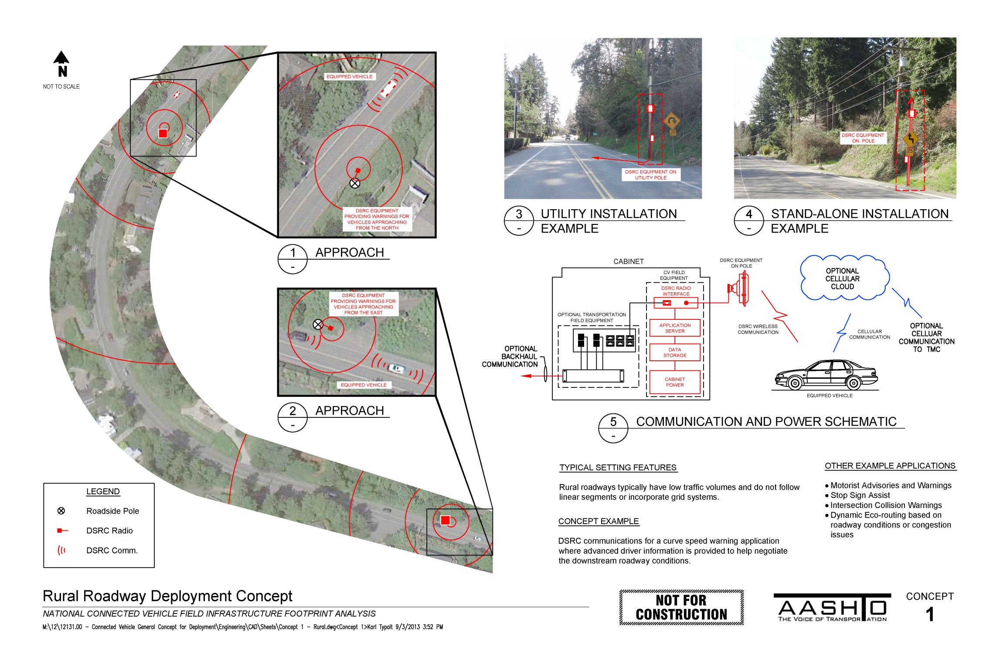 N
NOT TO SCALE
EQUIPPED VEHICLE
DSRC EQUIPMENT
PROVIDING WARNINGS FOR
VEHICLES APPROACHING
FROM THE NORTH
1
-
APPROACH
DSRC EQUIPMENT
PROVIDING WARNINGS FOR
VEHICLES APPROACHING
FROM THE EAST
EQUIPPED VEHICLE
2
-
APPROACH
LEGEND
Roadside Pole
DSRC Radio
DSRC Comm.
30
DSRC EQUIPMENT ON
UTILITY POLE
3
-
UTILITY INSTALLATION
EXAMPLE
DSRC EQUIPMENT
ON POLE
25
4
-
STAND-ALONE INSTALLATION
EXAMPLE
CABINET
CV FIELD
EQUIPMENT
DSRC RADIO
INTERFACE
APPLICATION
SERVER
DATA
STORAGE
CABINET
POWER
OPTIONAL TRANSPORTATION
FIELD EQUIPMENT
OPTIONAL
BACKHAUL
COMMUNICATION
DSRC EQUIPMENT
ON POLE
DSRC WIRELESS
COMMUNICATION
OPTIONAL
CELLULAR
CLOUD
CELLULAR
COMMUNICATION
OPTIONAL
CELLUAR
COMMUNICATION
TO TMC
EQUIPPED VEHICLE
5
-
COMMUNICATION AND POWER SCHEMATIC
TYPICAL SETTING FEATURES
Rural roadways typically have low traffic volumes and do not follow
linear segments or incorporate grid systems.
CONCEPT EXAMPLE
DSRC communications for a curve speed warning application
where advanced driver information is provided to help negotiate
the downstream roadway conditions.
OTHER EXAMPLE APPLICATIONS
● Motorist Advisories and Warnings
● Stop Sign Assist
● Intersection Collision Warnings
● Dynamic Eco-routing based on
roadway conditions or congestion
issues
Rural Roadway Deployment Concept
NATIONAL CONNECTED VEHICLE FIELD INFRASTRUCTURE FOOTPRINT ANALYSIS
M:\12\12131.00 - Connected Vehicle General Concept for Deployment\Engineering\CAD\Sheets\Concept 1 - Rural.dwg<Concept 1>Karl Typolt 9/3/2013 3:52 PM
NOT FOR
CONSTRUCTION
AASHTO
THE VOICE OF TRANSPORTATION
CONCEPT
1